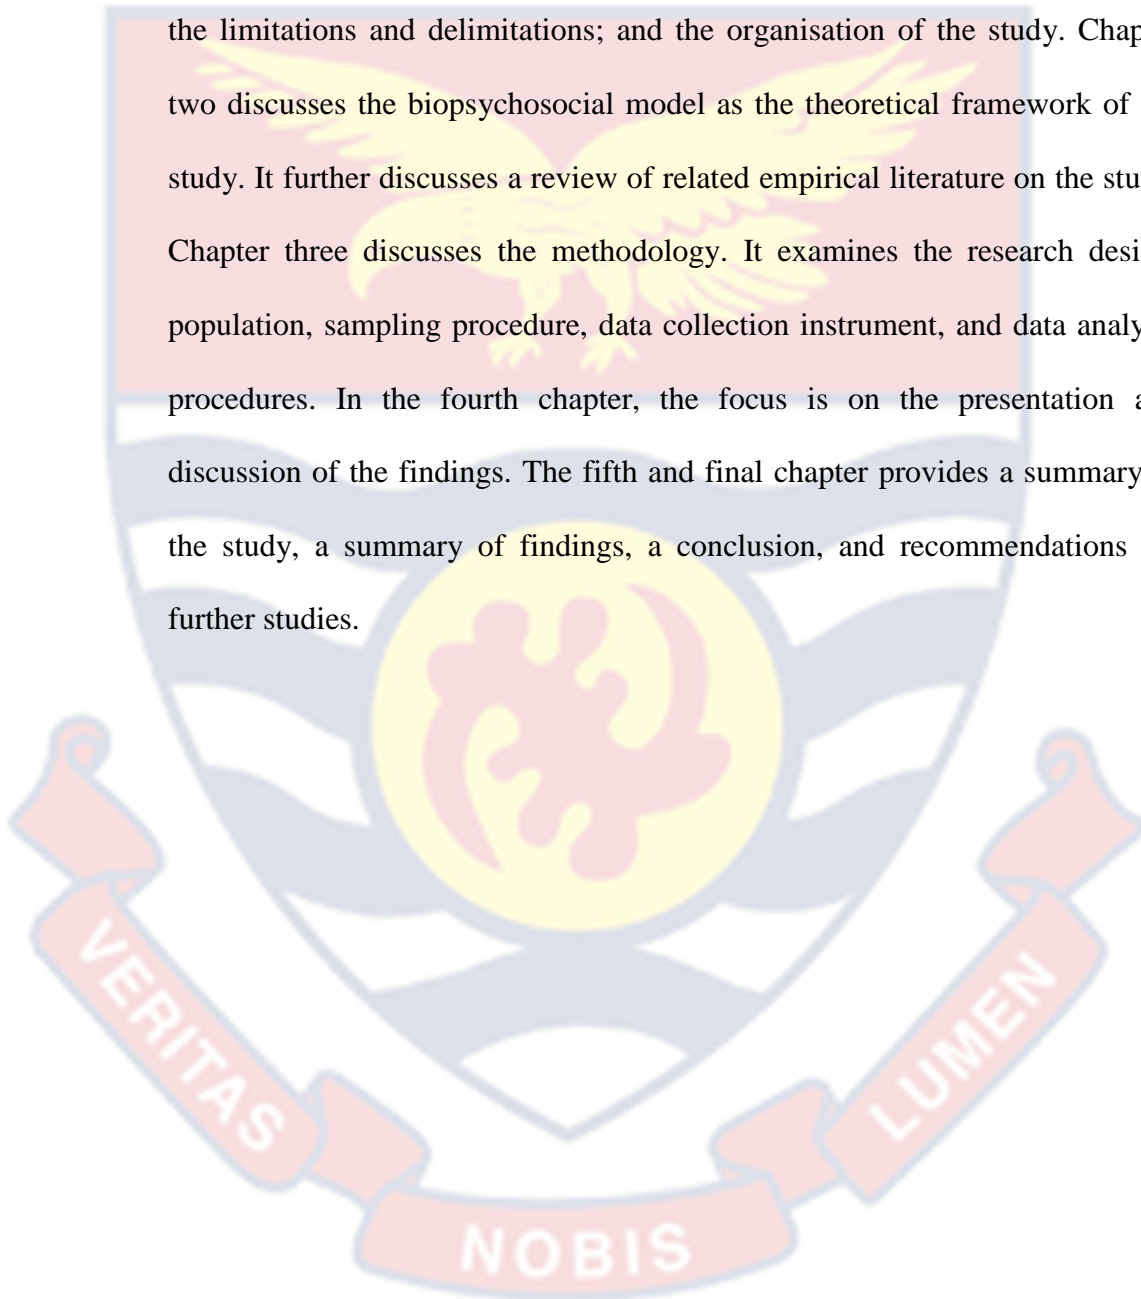 the limitations and delimitations; and the organisation of the study. Chap
two discusses the biopsychosocial model as the theoretical framework of
study. It further discusses a review of related empirical literature on the stu
Chapter three discusses the methodology. It examines the research desi
population, sampling procedure, data collection instrument, and data analy
procedures. In the fourth chapter, the focus is on the presentation a
discussion of the findings. The fifth and final chapter provides a summary
the study, a summary of findings, a conclusion, and recommendations
further studies.
VERITAS
NOBIS
LUMEN